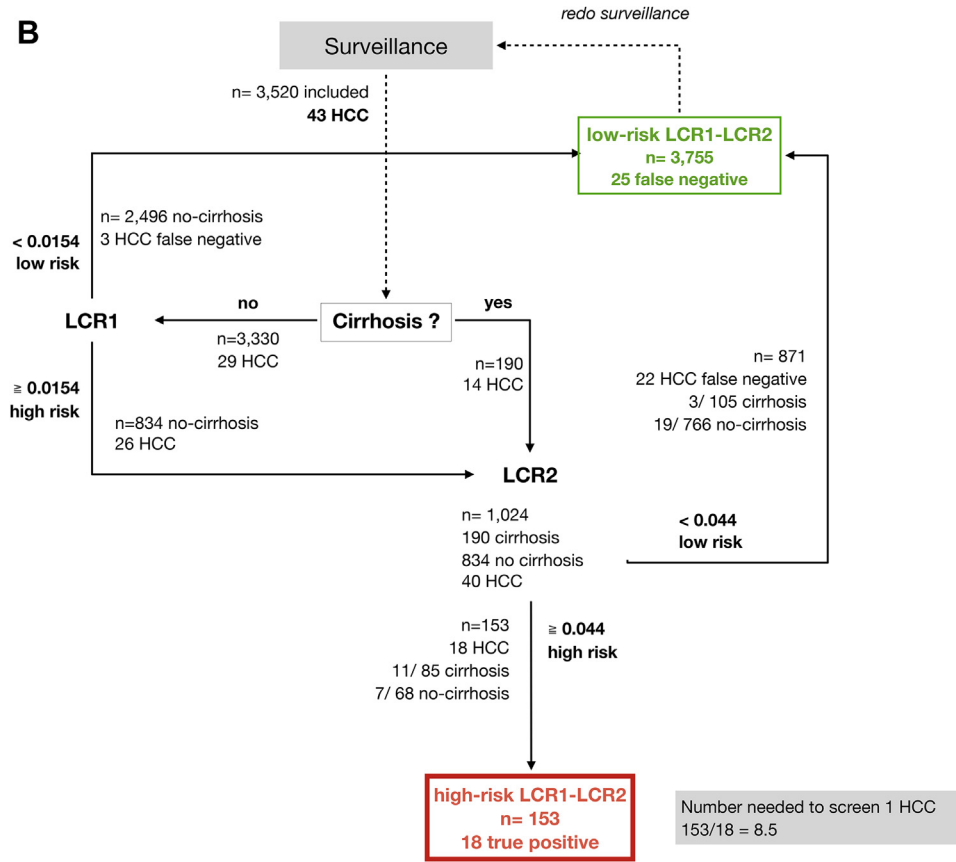 B
redo surveillance
Surveillance
n= 3,520 included
43 HCC
low-risk LCR1-LCR2
n= 3,755
25 false negative
n= 2,496 no-cirrhosis
3 HCC false negative
< 0.0154
low risk
LCR1
no
Cirrhosis ?
yes
n=3,330
29 HCC
n=190
14 HCC
≧ 0.0154
high risk
n=834 no-cirrhosis
26 HCC
n= 871
22 HCC false negative
3/ 105 cirrhosis
19/ 766 no-cirrhosis
LCR2
n= 1,024
190 cirrhosis
834 no cirrhosis
40 HCC
< 0.044
low risk
n=153
18 HCC
11/ 85 cirrhosis
7/ 68 no-cirrhosis
≧ 0.044
high risk
high-risk LCR1-LCR2
n= 153
18 true positive
Number needed to screen 1 HCC
153/18 = 8.5